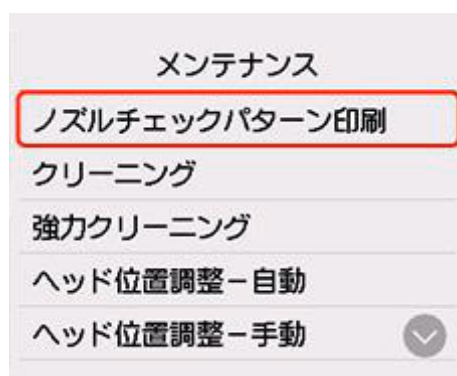 メンテナンス
ノズルチェックパターン印刷
クリーニング
強力クリーニング
ヘッド位置調整－自動
ヘッド位置調整－手動